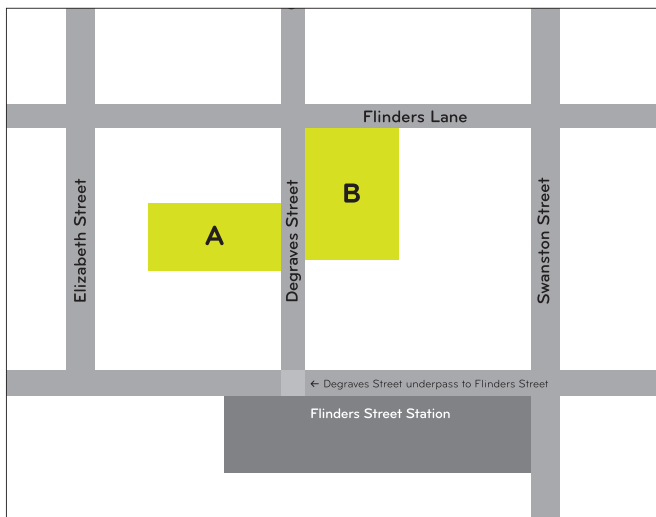 Flinders Lane
Elizabeth Street
A
Degraves Street
B
Swanston Street
← Degraves Street underpass to Flinders Street
Flinders Street Station